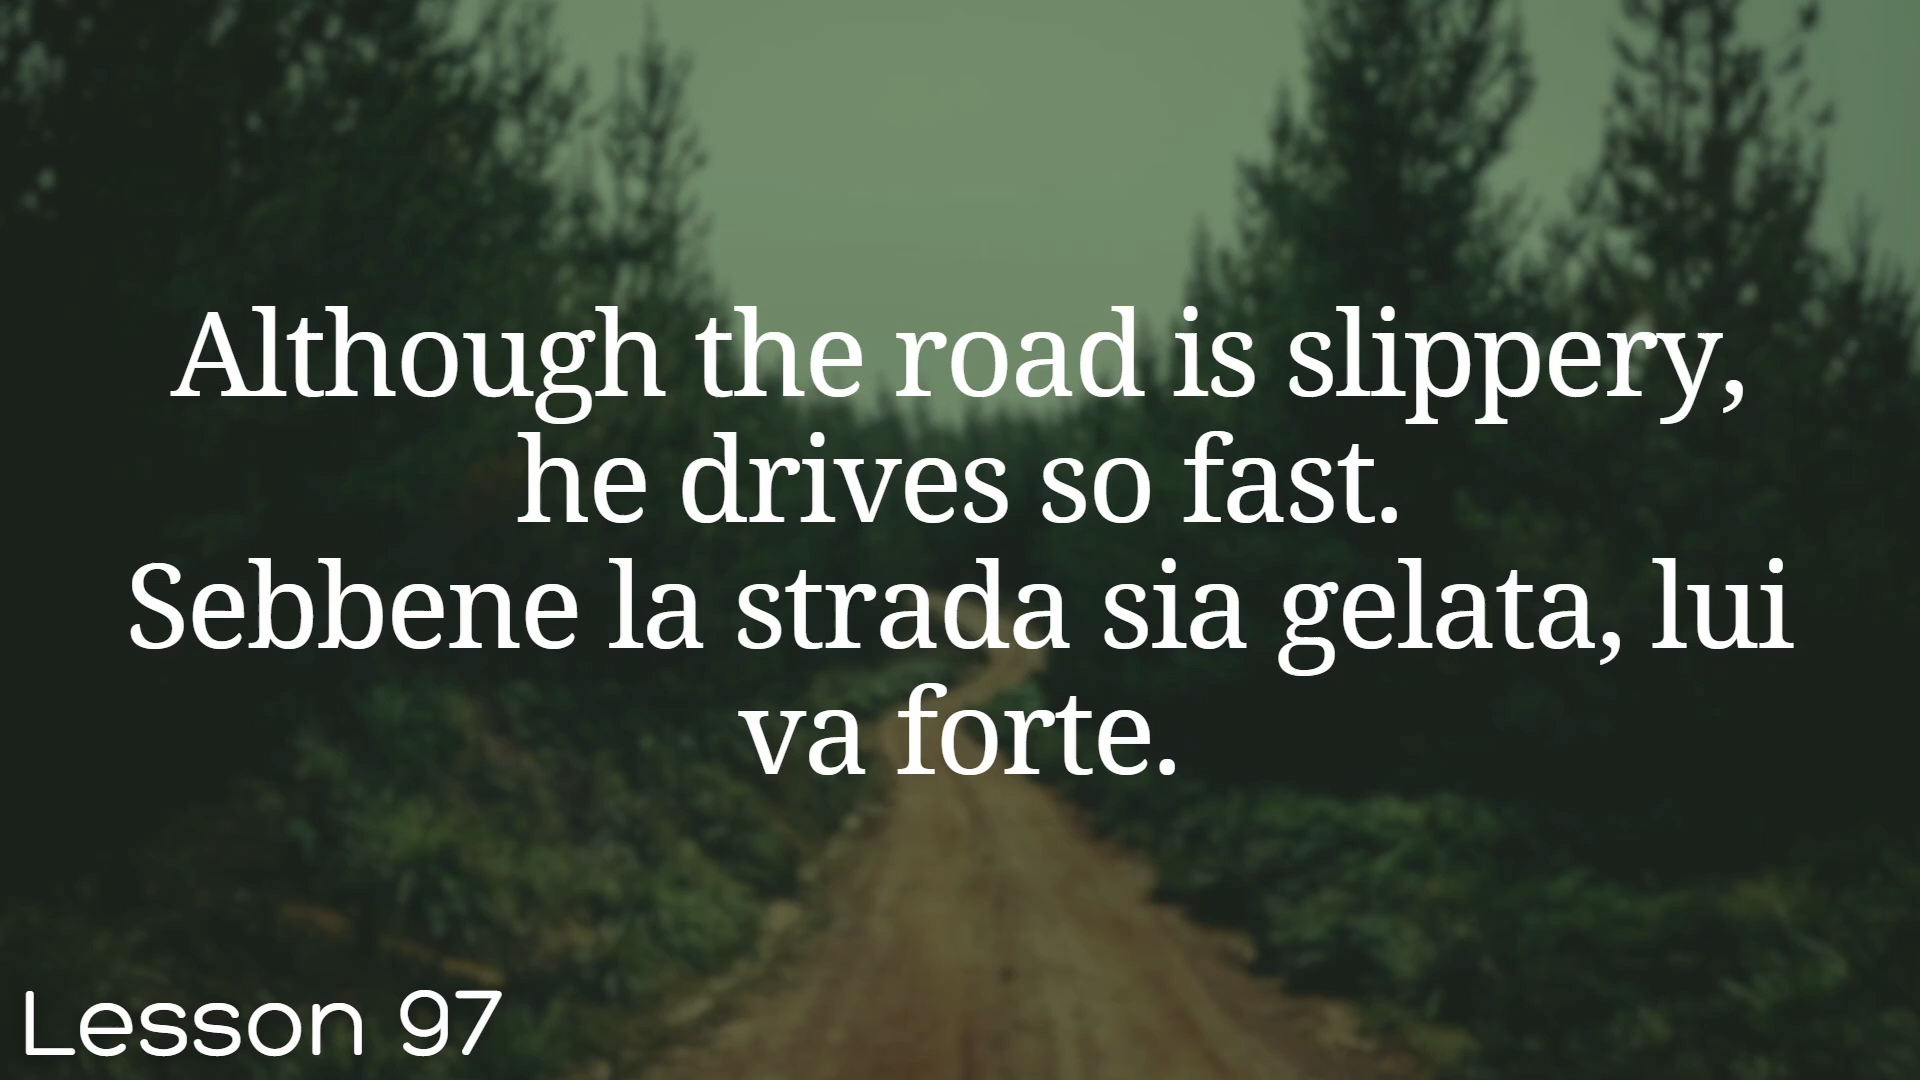 Although the road is slippery,
he drives so fast.
Sebbene la strada sia gelata, lui
va forte.
Lesson 97